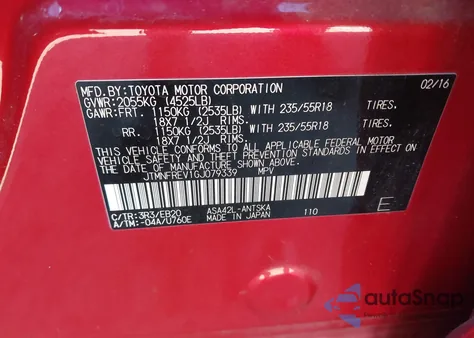 MFD.BY:TOYOTA MOTOR CORPORATION 02/16
GVWR:2055KG (4525LB)
GAWR:FRT. 1150KG (2535LB) WITH 235/55R18 TIRES.
18X7 1/2J RIMS.
RR. 1150KG (2535LB) WITH 235/55R18 TIRES.
18X7 1/2J RIMS.
THIS VEHICLE CONFORMS TO ALL APPLICABLE FEDERAL MOTOR
VEHICLE SAFETY AND THEFT PREVENTION STANDARDS
IN EFFECT ON THE DATE OF MANUFACTURE SHOWN ABOVE.
JTMNFREV1GJ079339 MPV
C/TR:3R3/EB20 ASA42L-ANTSKA 110
A/TM:-04A/U760E MADE IN JAPAN E
autoSnap